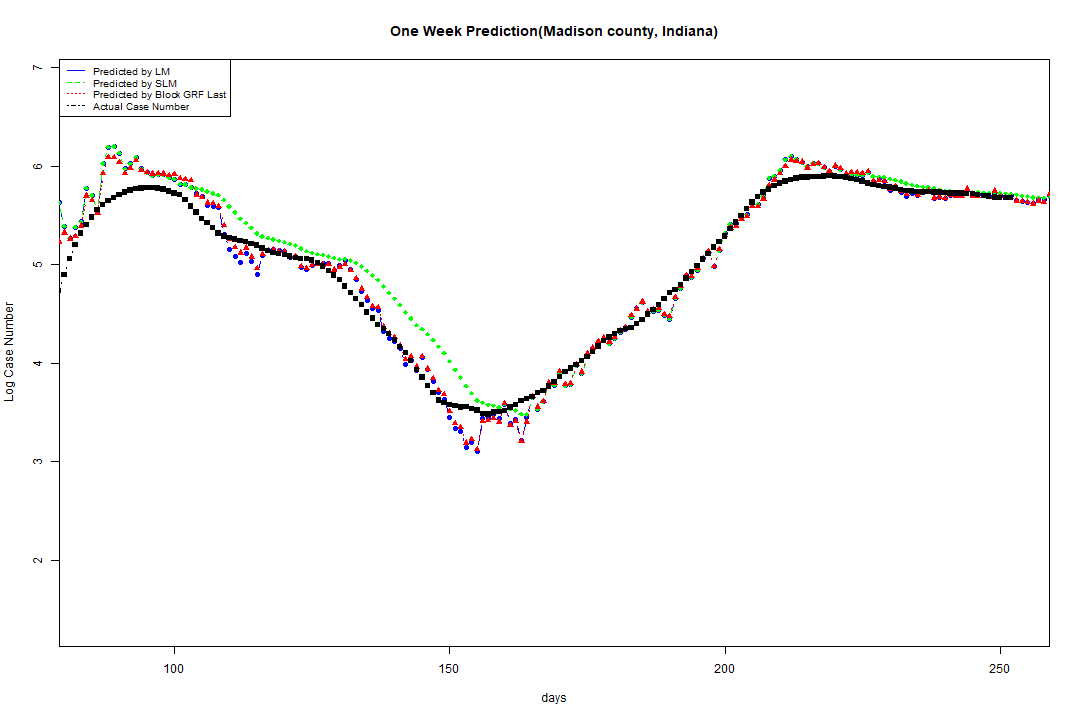 One Week Prediction(Madison county, Indiana)
Predicted by LM
Predicted by SLM
Predicted by Block GRF Last
Actual Case Number
7
6
5
4
3
2
Log Case Number
100 150 200 250
days